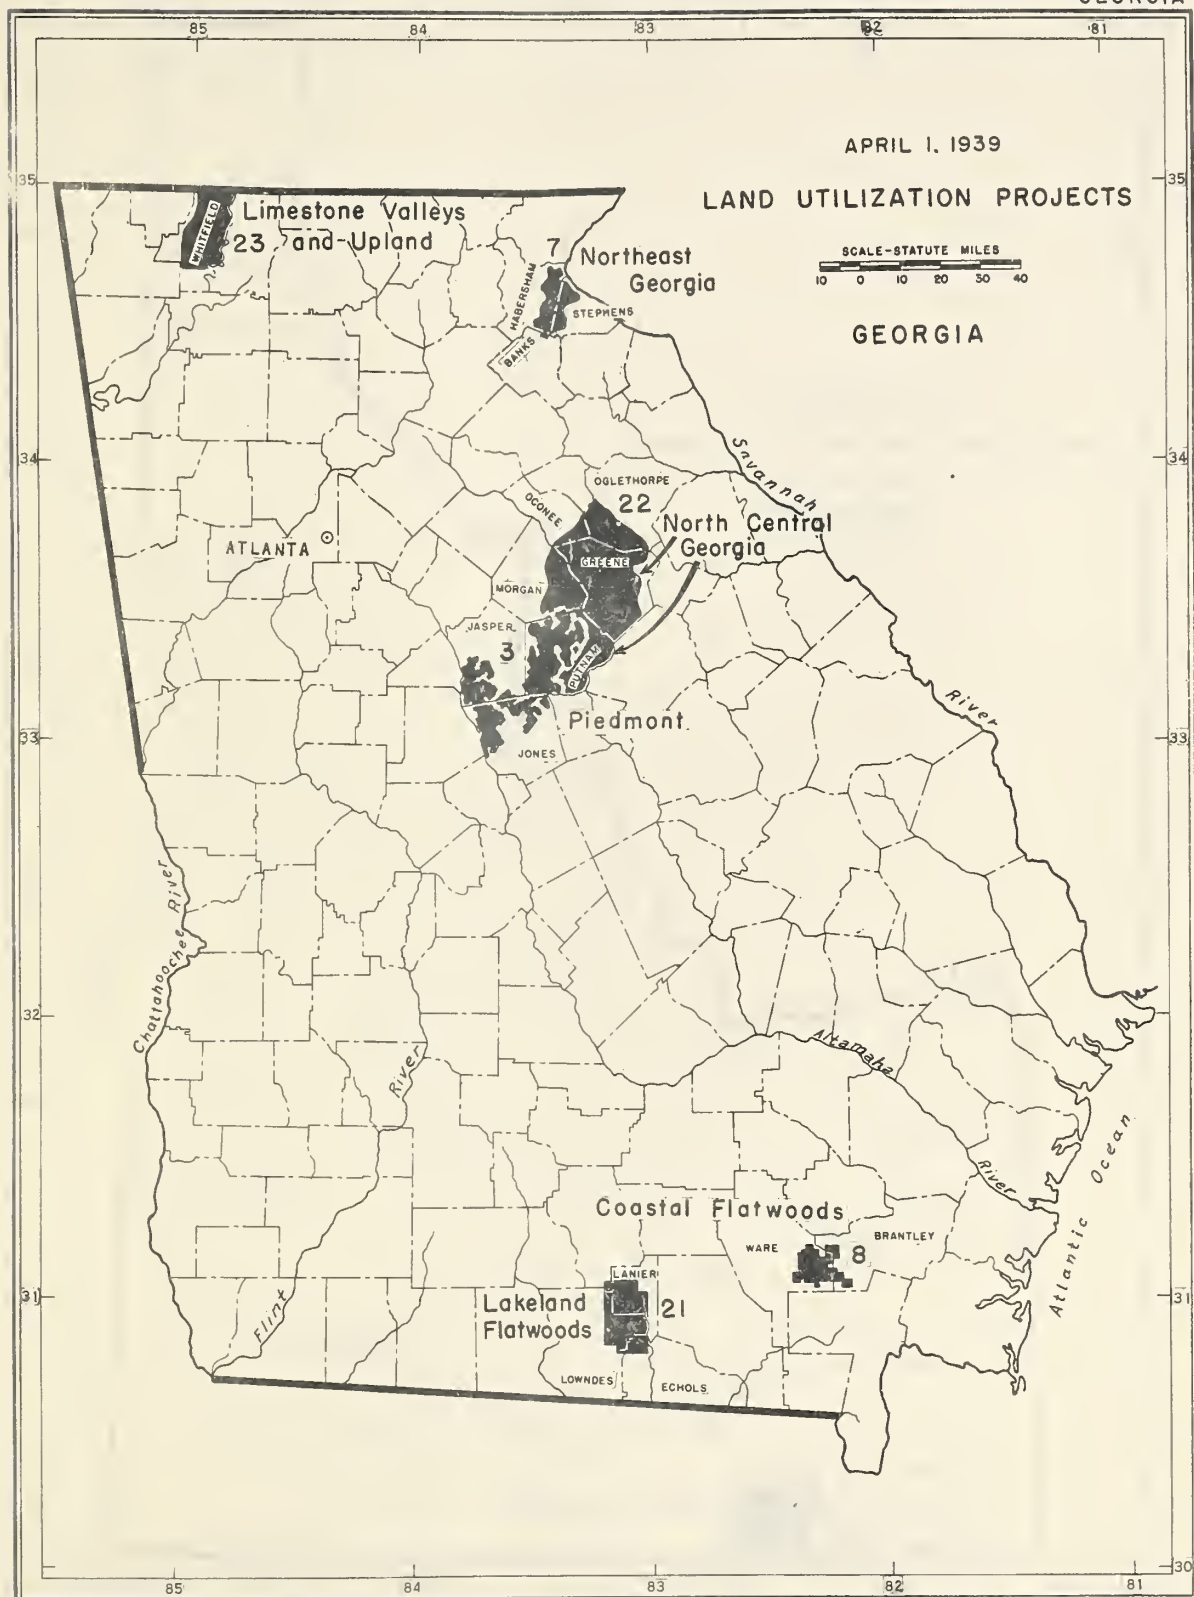 GEORGIA
85 84 83 82 81
APRIL 1, 1939
LAND UTILIZATION PROJECTS
SCALE-STATUTE MILES
10 0 10 20 30 40
GEORGIA
35 35
WHITFIELD
Limestone Valleys
23 and Upland
7 Northeast
Georgia
HABERSHAM
STEPHENS
BANKS
34 34
Savannah
River
OGLETHORPE
22
OCONEE
North Central
Georgia
GREENE
ATLANTA
MORGAN
JASPER
3
PUTNAM
Piedmont
JONES
33 33
Chattahoochee River
32 32
Altamaha
River
Flint
River
Atlantic Ocean
Coastal Flatwoods
WARE
8
BRANTLEY
31 31
LANIER
Lakeland
Flatwoods
21
LOWNDES
ECHOLS
30
85 84 83 82 81